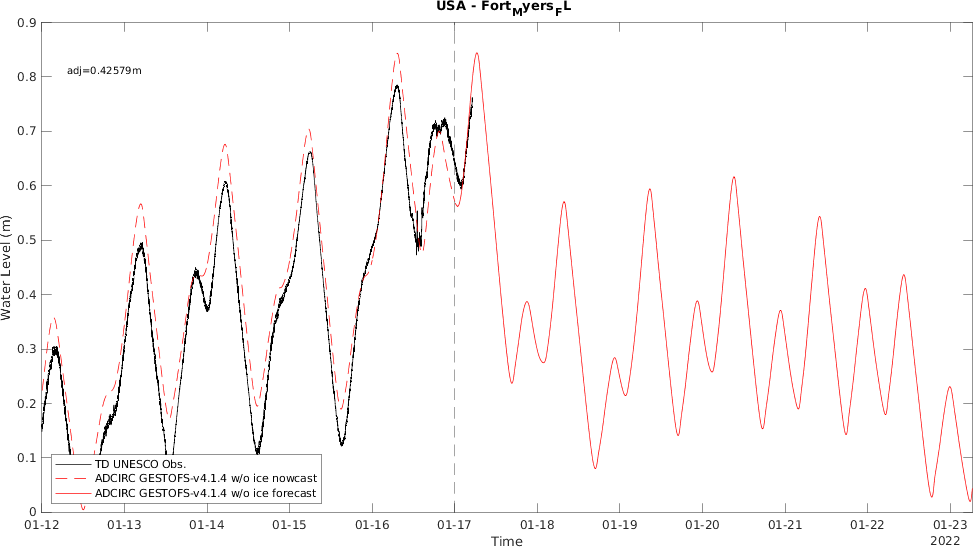 USA - FortMyersFL
adj=0.42579m
0.9
0.8
0.7
0.6
0.5
0.4
0.3
0.2
0.1
0
Water Level (m)
TD UNESCO Obs.
ADCIRC GESTOFS-v4.1.4 w/o ice nowcast
ADCIRC GESTOFS-v4.1.4 w/o ice forecast
01-12 01-13 01-14 01-15 01-16 01-17 01-18 01-19 01-20 01-21 01-22 01-23
Time
2022